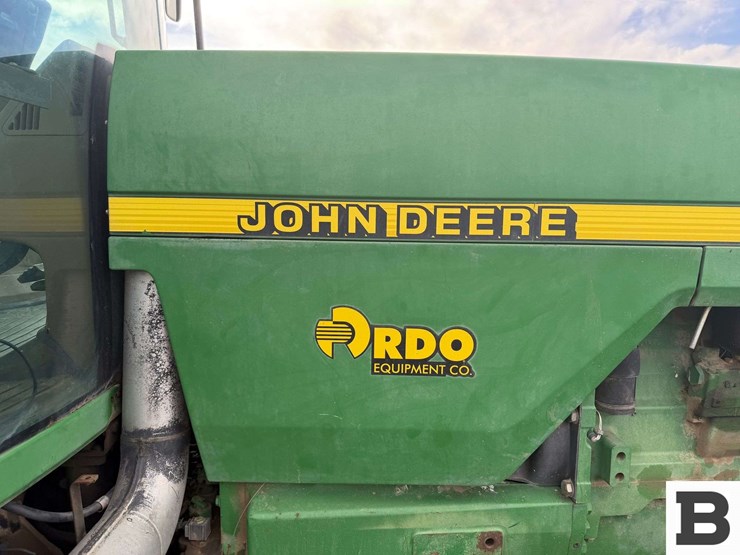 JOHN DEERE
RDO
EQUIPMENT CO.
B